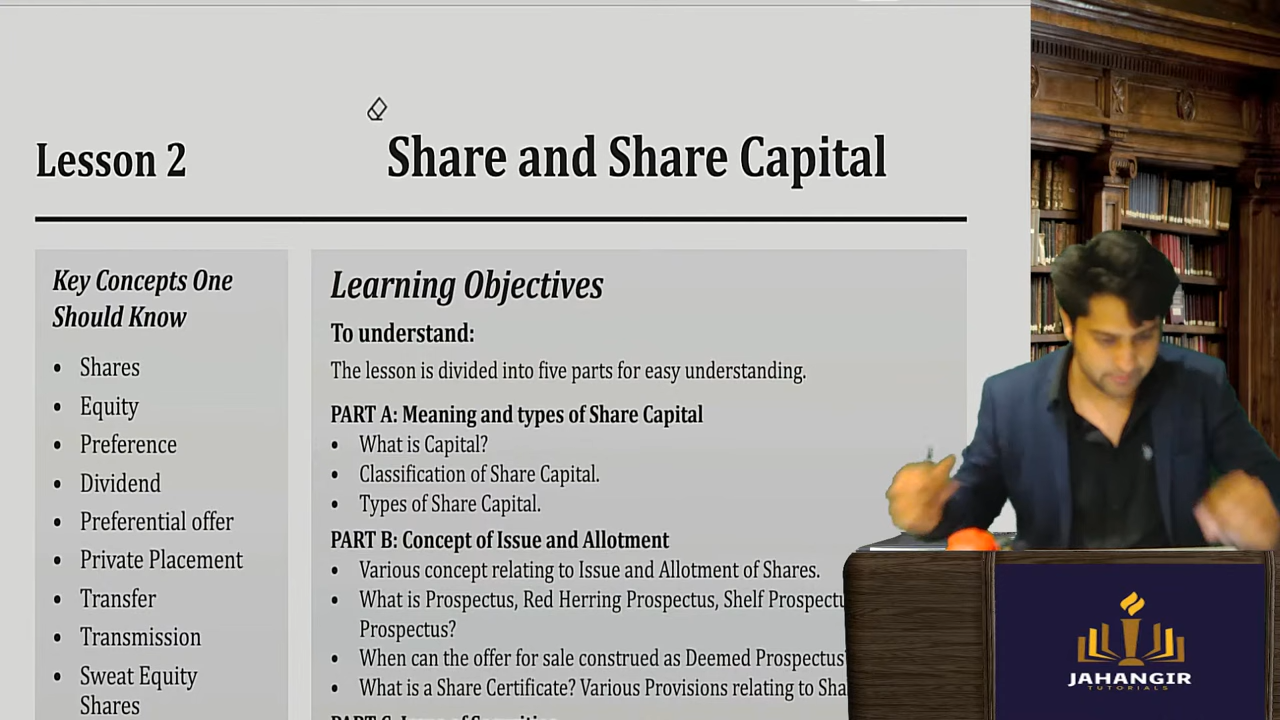 Lesson 2
Share and Share Capital
Key Concepts One
Should Know
• Shares
• Equity
• Preference
• Dividend
• Preferential offer
• Private Placement
• Transfer
• Transmission
• Sweat Equity
Shares
Learning Objectives
To understand:
The lesson is divided into five parts for easy understanding.
PART A: Meaning and types of Share Capital
• What is Capital?
• Classification of Share Capital.
• Types of Share Capital.
PART B: Concept of Issue and Allotment
• Various concept relating to Issue and Allotment of Shares.
• What is Prospectus, Red Herring Prospectus, Shelf
Prospectus?
• When can the offer for sale construed as Deemed Prospectus
• What is a Share Certificate? Various Provisions relating to
JAHANGIR
TUTORIALS